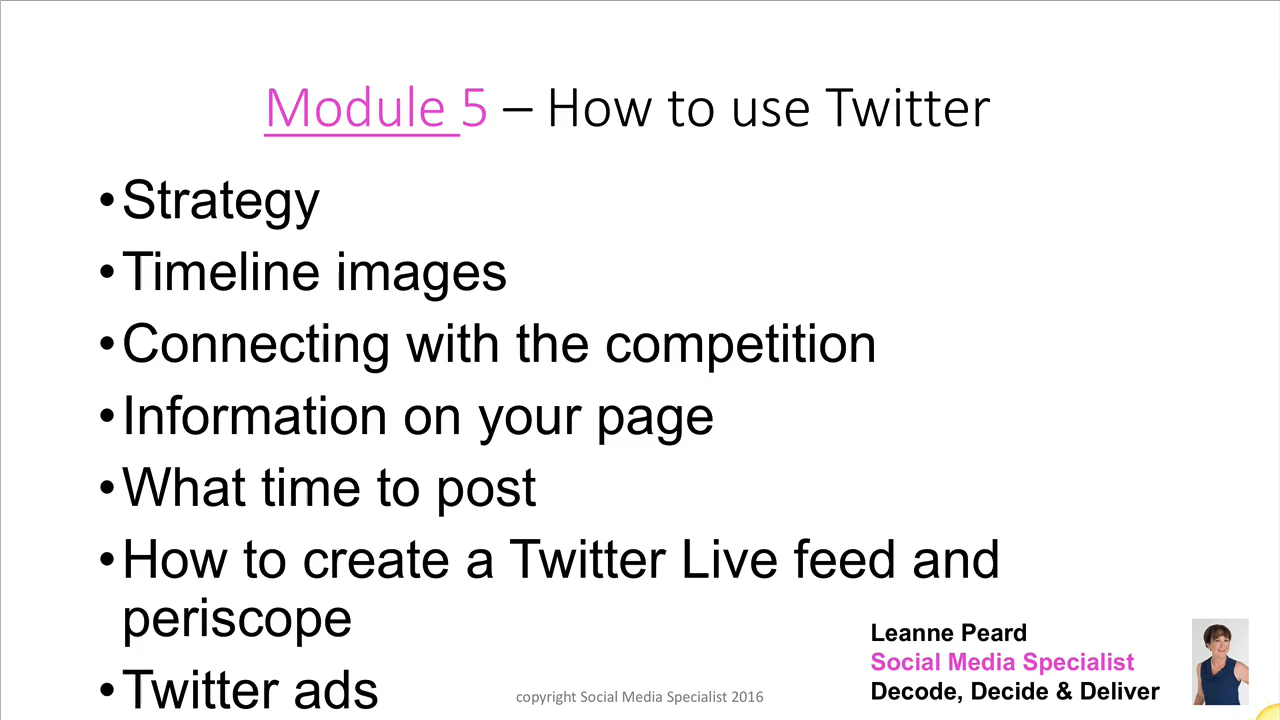 Module 5 – How to use Twitter
•Strategy
•Timeline images
•Connecting with the competition
•Information on your page
•What time to post
•How to create a Twitter Live feed and
periscope
•Twitter ads
Leanne Peard
Social Media Specialist
Decode, Decide & Deliver
copyright Social Media Specialist 2016